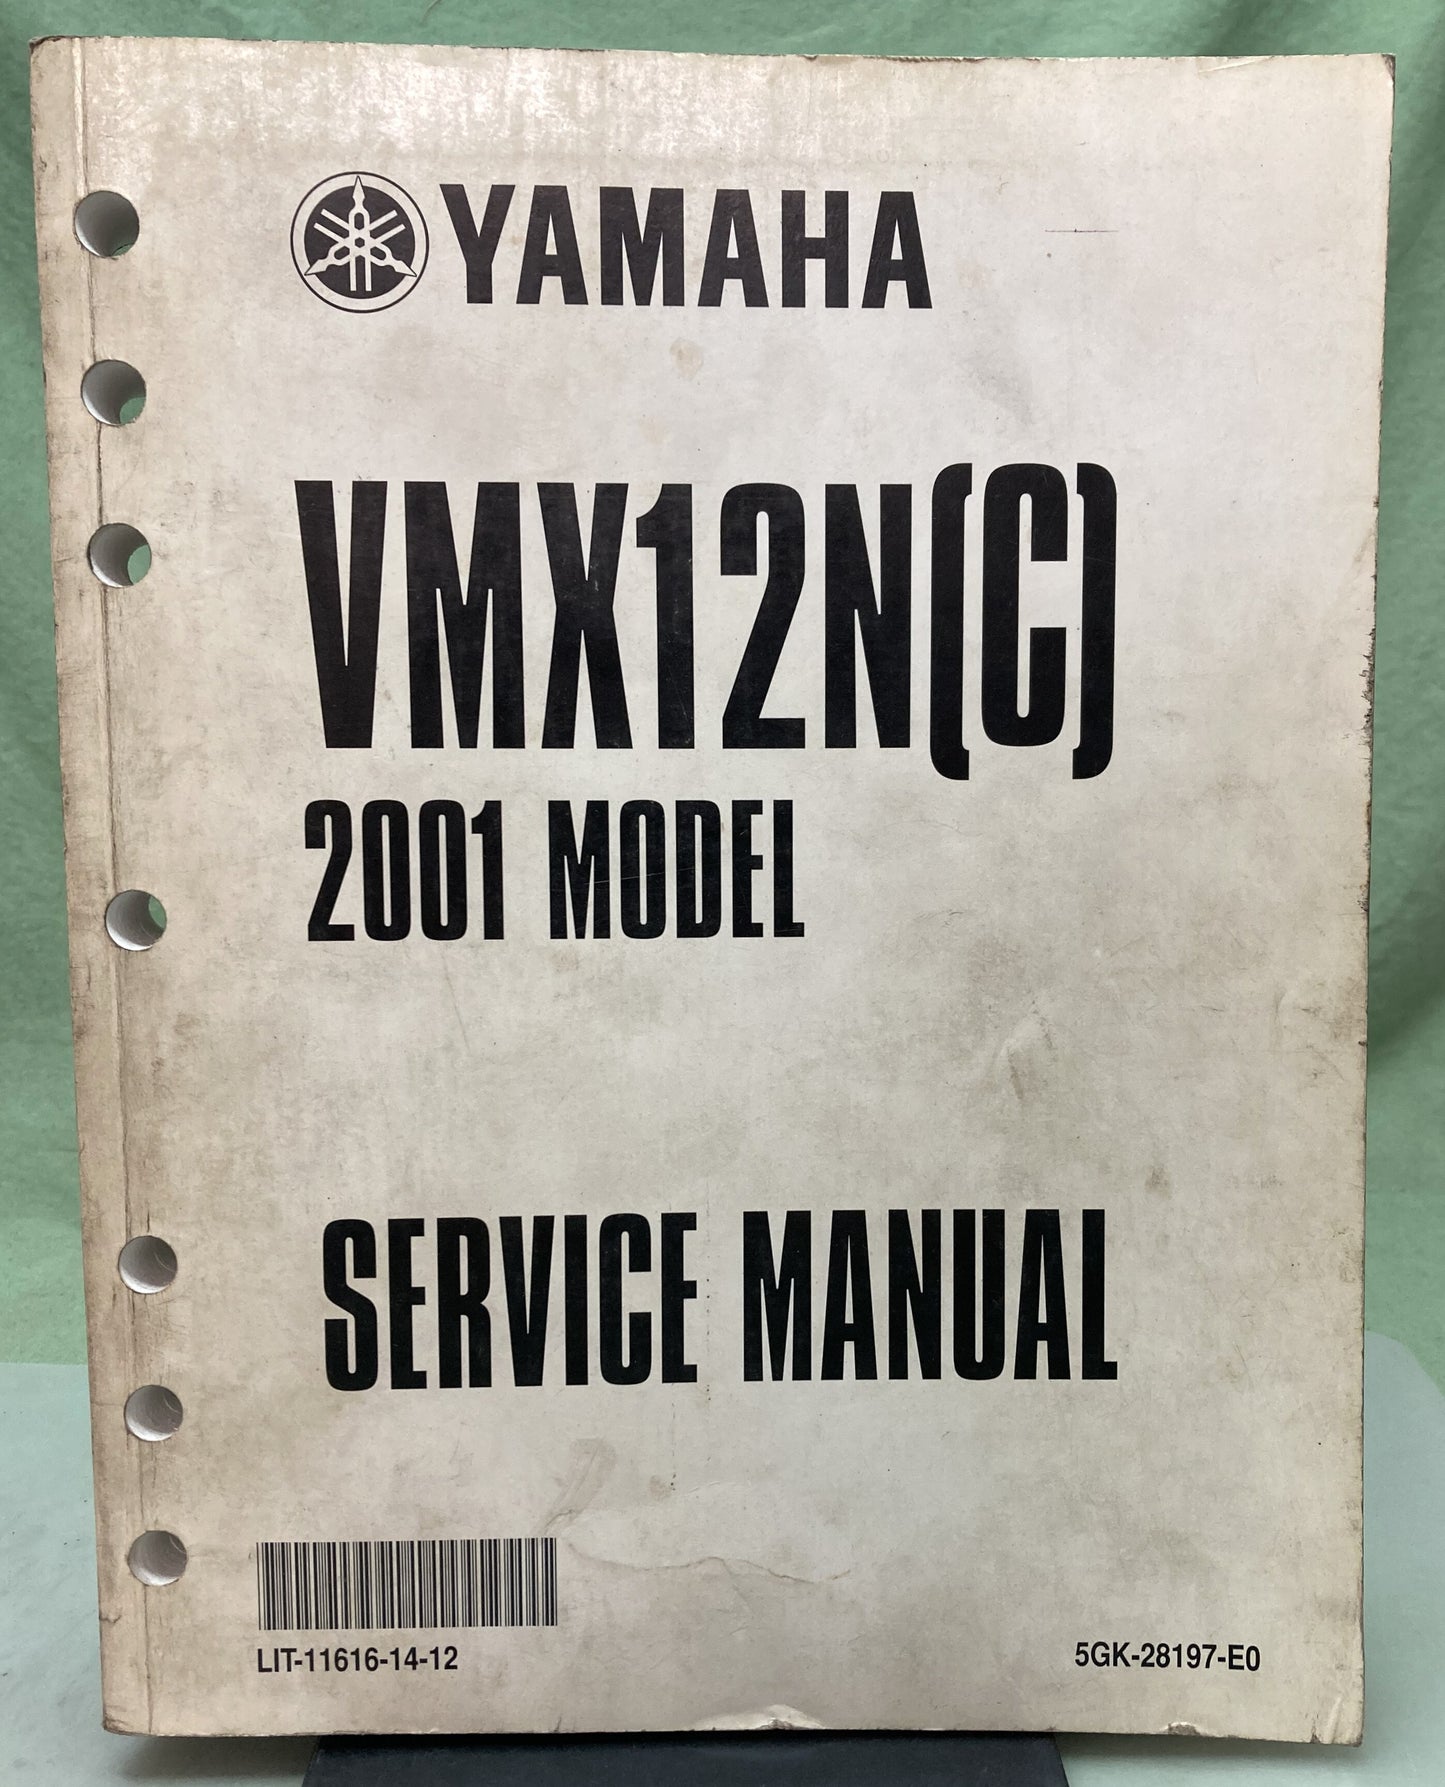 YAMAHA
VMX12N(C)
2001 MODEL
SERVICE MANUAL
LIT-11616-14-12
5GK-28197-E0